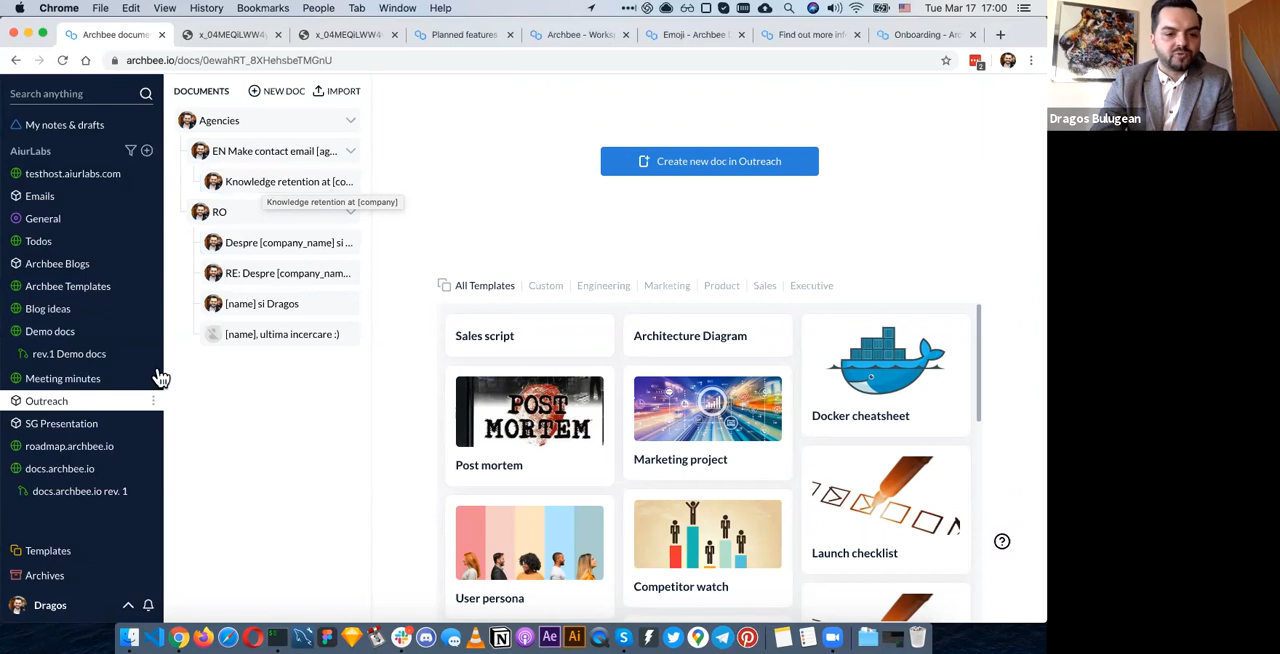 Chrome File Edit View History Bookmarks People Tab Window Help
Tue Mar 17 17:00
Archbee docume
x_04MEQiLWW4
x_04MEQiLWW4
Planned features
Archbee - Works
Emoji - Archbee
Find out more inf
Onboarding - Arc
archbee.io/docs/0ewahRT_8XHehsbeTMGnU
2
Dragos Bulugean
Search anything
My notes & drafts
AiurLabs
testhost.aiurlabs.com
Emails
General
Todos
Archbee Blogs
Archbee Templates
Blog ideas
Demo docs
rev.1 Demo docs
Meeting minutes
Outreach
SG Presentation
roadmap.archbee.io
docs.archbee.io
docs.archbee.io rev. 1
Templates
Archives
Dragos
DOCUMENTS NEW DOC IMPORT
Agencies
EN Make contact email [ag...
Knowledge retention at [co...
Knowledge retention at [company]
RO
Despre [company_name] si ...
RE: Despre [company_nam...
[name] si Dragos
[name], ultima incercare :)
Create new doc in Outreach
All Templates Custom Engineering Marketing Product Sales Executive
Sales script
Architecture Diagram
Docker cheatsheet
POST
MORTEM
Post mortem
Marketing project
Launch checklist
User persona
Competitor watch
Ae
Ai